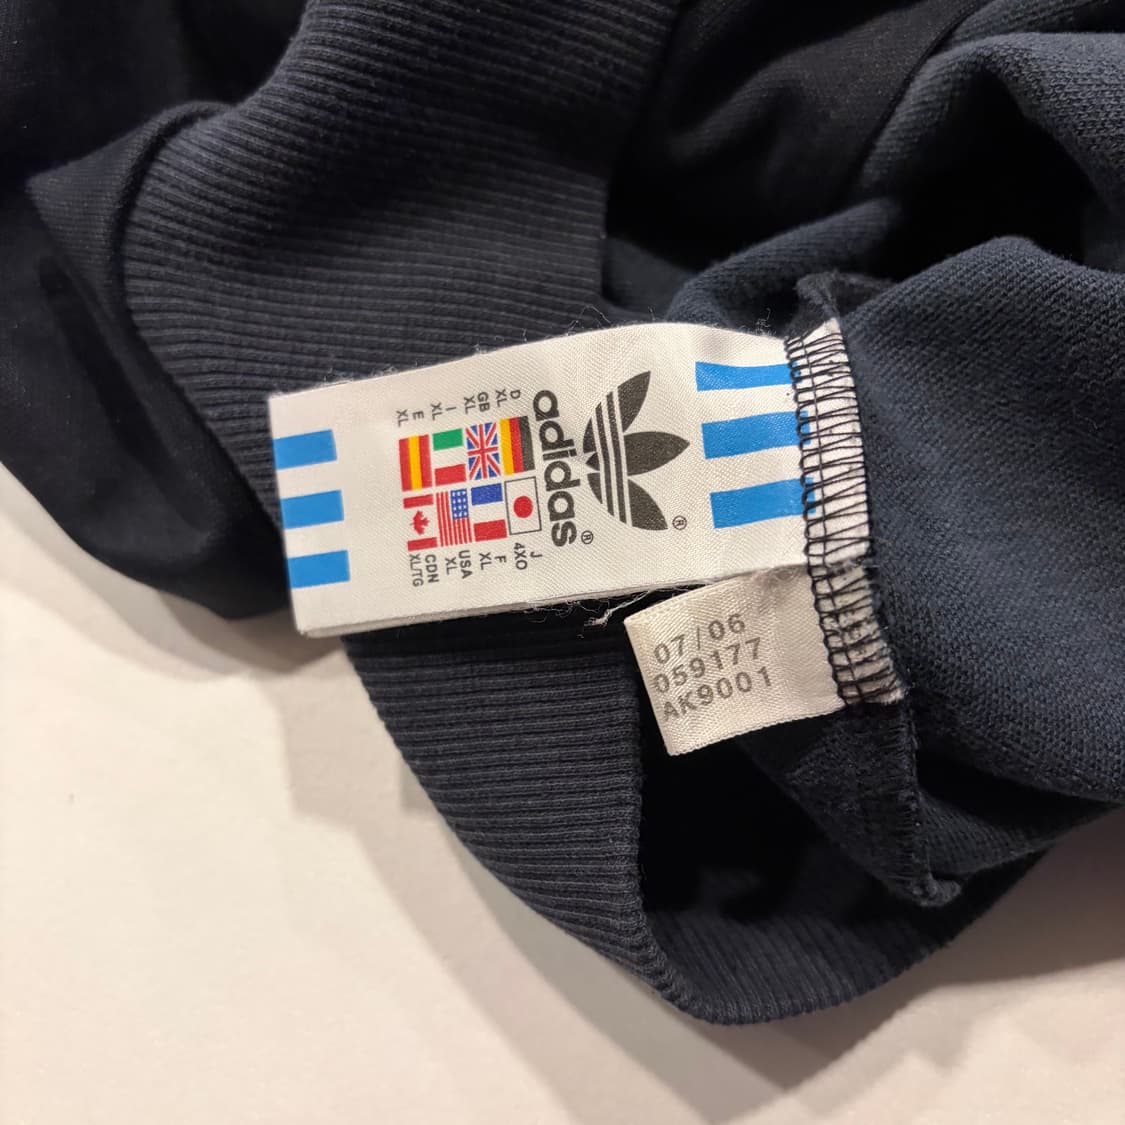 adidas®
®
D
XL
GB
XL
I
XL
E
XL
J
4XO
F
XL
USA
XL
CDN
XL/TG
07/06
059177
AK9001